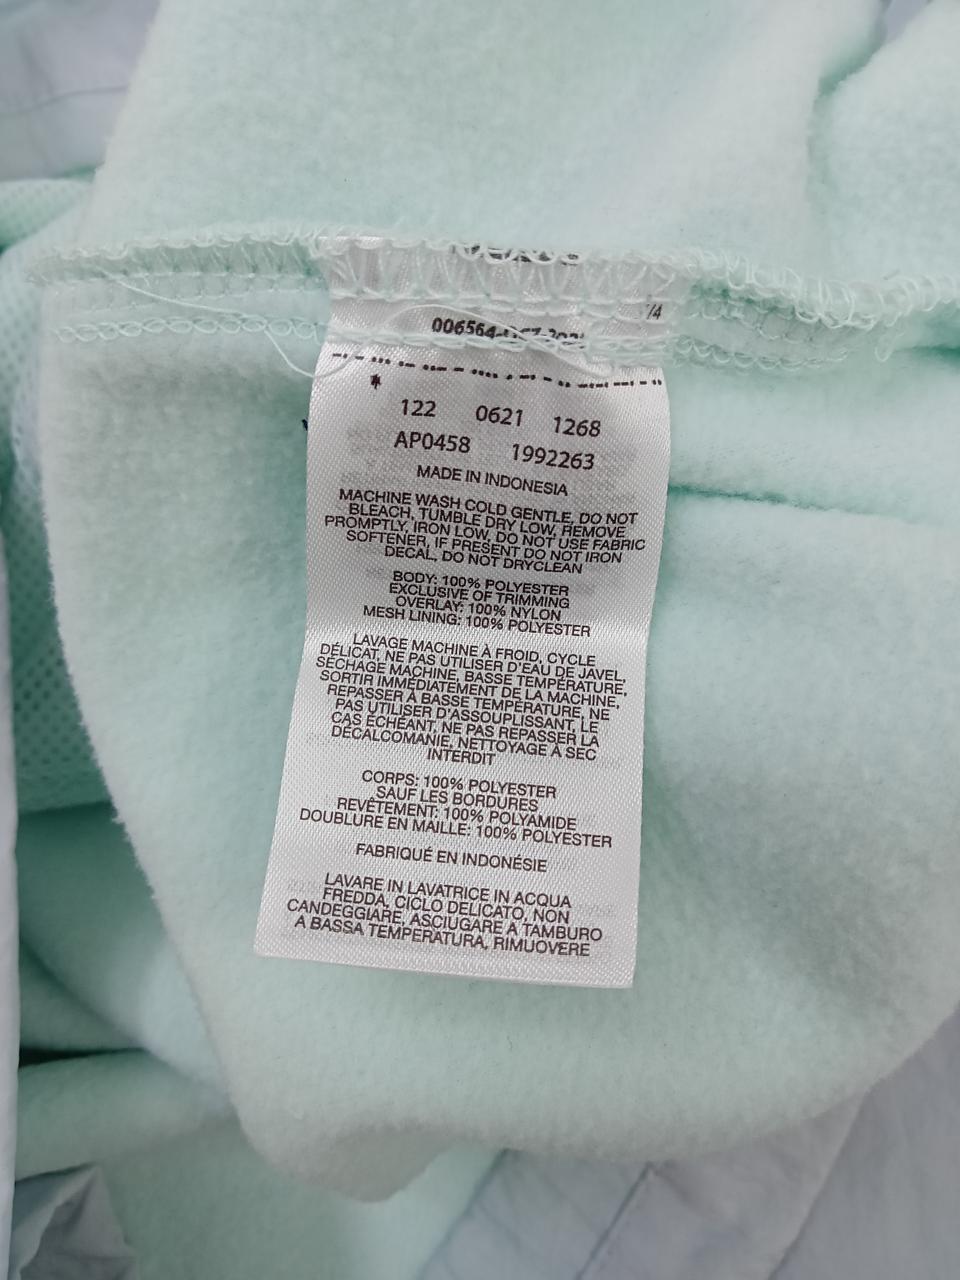 122 0621 1268
AP0458 1992263
MADE IN INDONESIA
MACHINE WASH COLD GENTLE, DO NOT
BLEACH, TUMBLE DRY LOW, REMOVE
PROMPTLY, IRON LOW, DO NOT USE FABRIC
SOFTENER, IF PRESENT DO NOT IRON
DECAL, DO NOT DRYCLEAN
BODY: 100% POLYESTER
EXCLUSIVE OF TRIMMING
OVERLAY: 100% NYLON
MESH LINING: 100% POLYESTER
LAVAGE MACHINE À FROID, CYCLE
DÉLICAT, NE PAS UTILISER D'EAU DE JAVEL,
SÉCHAGE MACHINE, BASSE TEMPÉRATURE,
SORTIR IMMÉDIATEMENT DE LA MACHINE,
REPASSER À BASSE TEMPÉRATURE, NE
PAS UTILISER D'ASSOUPLISSANT, LE
CAS ÉCHÉANT, NE PAS REPASSER LA
DÉCALCOMANIE, NETTOYAGE À SEC
INTERDIT
CORPS: 100% POLYESTER
SAUF LES BORDURES
REVÊTEMENT: 100% POLYAMIDE
DOUBLURE EN MAILLE: 100% POLYESTER
FABRIQUÉ EN INDONÉSIE
LAVARE IN LAVATRICE IN ACQUA
FREDDA, CICLO DELICATO, NON
CANDEGGIARE, ASCIUGARE A TAMBURO
A BASSA TEMPERATURA, RIMUOVERE